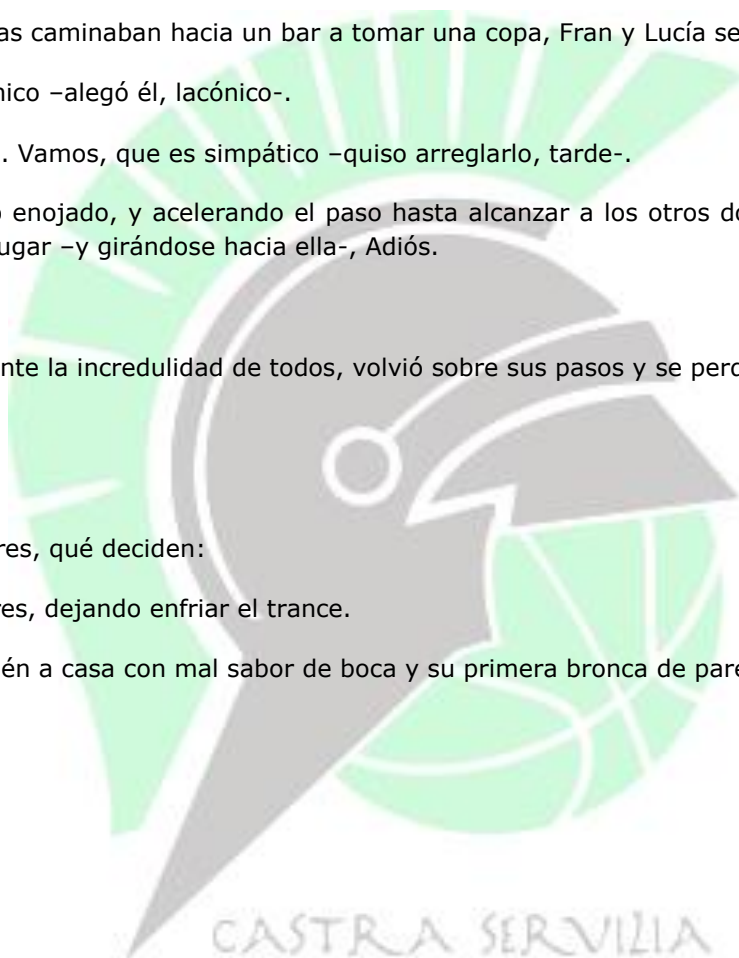 as caminaban hacia un bar a tomar una copa, Fran y Lucía se
nico –alegó él, lacónico-.
. Vamos, que es simpático –quiso arreglarlo, tarde-.
o enojado, y acelerando el paso hasta alcanzar a los otros do
ugar –y girándose hacia ella-, Adiós.
nte la incredulidad de todos, volvió sobre sus pasos y se perd
res, qué deciden:
res, dejando enfriar el trance.
én a casa con mal sabor de boca y su primera bronca de pare
CASTRA SERVILIA